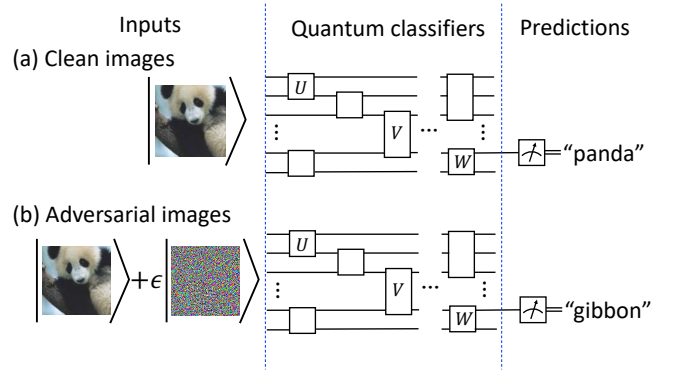 Inputs
Quantum classifiers
Predictions
(a) Clean images
U
V
...
W
"panda"
(b) Adversarial images
+ϵ
U
V
...
W
"gibbon"